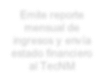 Emite reporte
mensual de
ingresos y envía
estado financiero
al TecNM